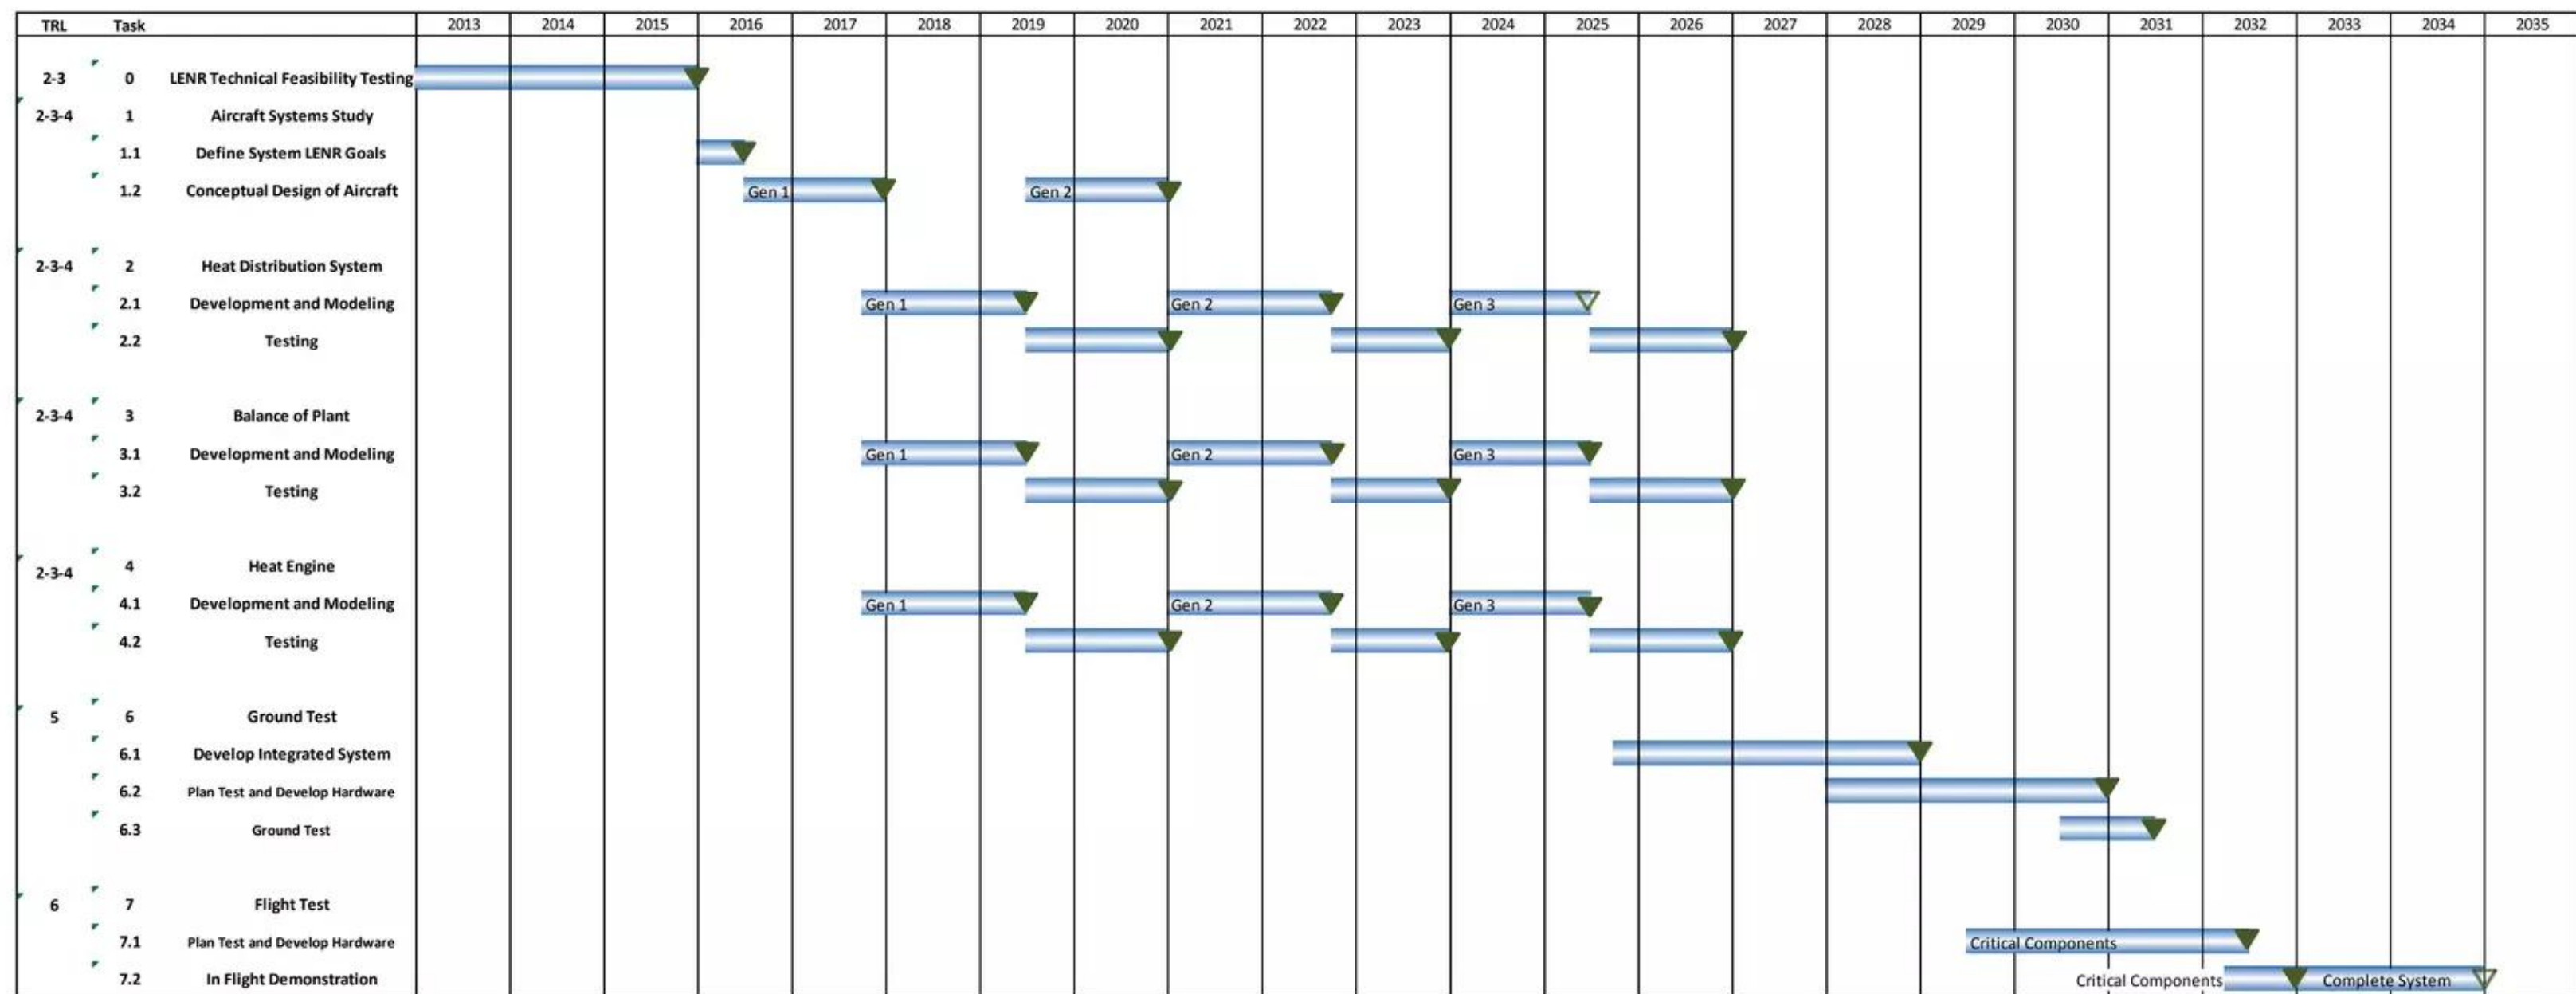 TRL Task 2013 2014 2015 2016 2017 2018 2019 2020 2021 2022 2023 2024 2025 2026 2027 2028 2029 2030 2031 2032 2033 2034 2035
2-3 0 LENR Technical Feasibility Testing
2-3-4 1 Aircraft Systems Study
1.1 Define System LENR Goals
1.2 Conceptual Design of Aircraft Gen 1 Gen 2
2-3-4 2 Heat Distribution System
2.1 Development and Modeling Gen 1 Gen 2 Gen 3
2.2 Testing
2-3-4 3 Balance of Plant
3.1 Development and Modeling Gen 1 Gen 2 Gen 3
3.2 Testing
2-3-4 4 Heat Engine
4.1 Development and Modeling Gen 1 Gen 2 Gen 3
4.2 Testing
5 6 Ground Test
6.1 Develop Integrated System
6.2 Plan Test and Develop Hardware
6.3 Ground Test
6 7 Flight Test
7.1 Plan Test and Develop Hardware Critical Components
7.2 In Flight Demonstration Critical Components Complete System